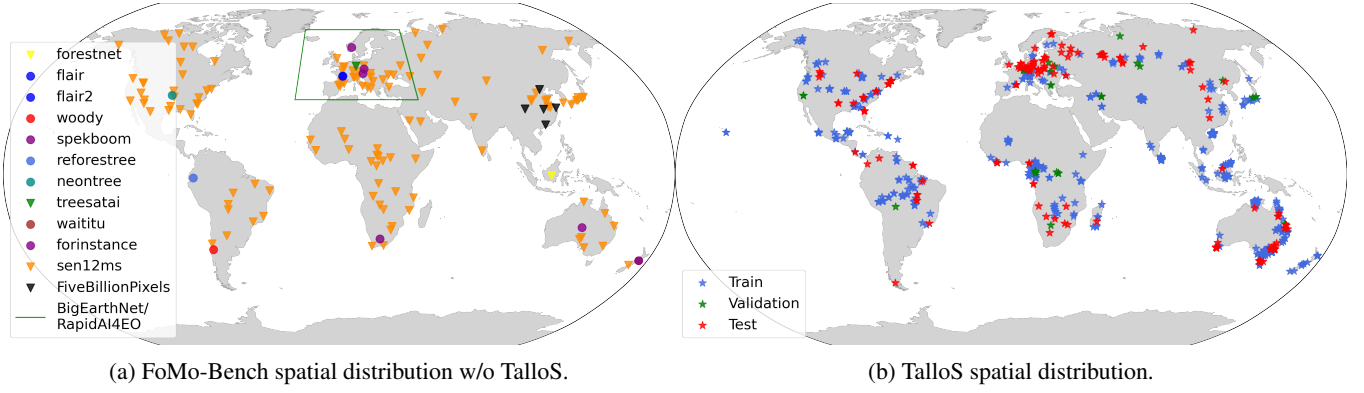 forestnet
flair
flair2
woody
spekboom
reforestree
neontree
treesatai
waititu
forinstance
sen12ms
FiveBillionPixels
BigEarthNet/
RapidAI4EO
Train
Validation
Test
(a) FoMo-Bench spatial distribution w/o TalloS.
(b) TalloS spatial distribution.